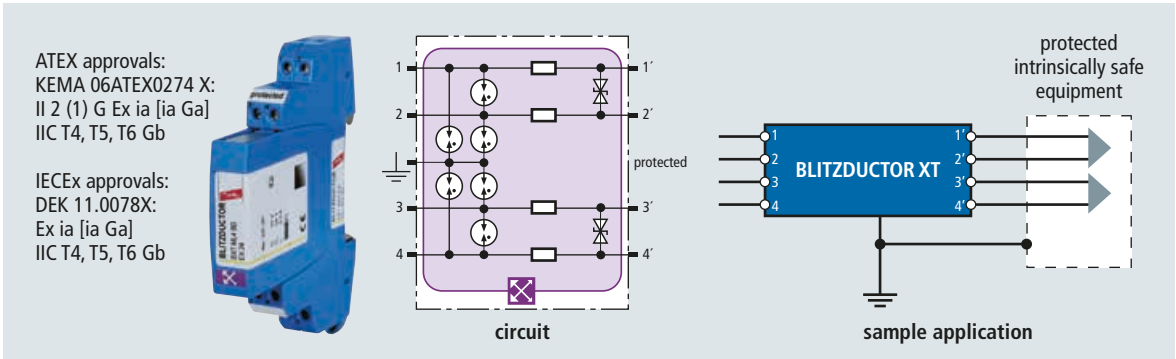 ATEX approvals:
KEMA 06ATEX0274 X:
II 2 (1) G Ex ia [ia Ga]
IIC T4, T5, T6 Gb
IECEx approvals:
DEK 11.0078X:
Ex ia [ia Ga]
IIC T4, T5, T6 Gb
protected
BLITZDUCTOR
1
2
3
4
1´
2´
3´
4´
protected
circuit
protected
intrinsically safe
equipment
1
2
3
4
BLITZDUCTOR XT
1’
2’
3’
4’
sample application